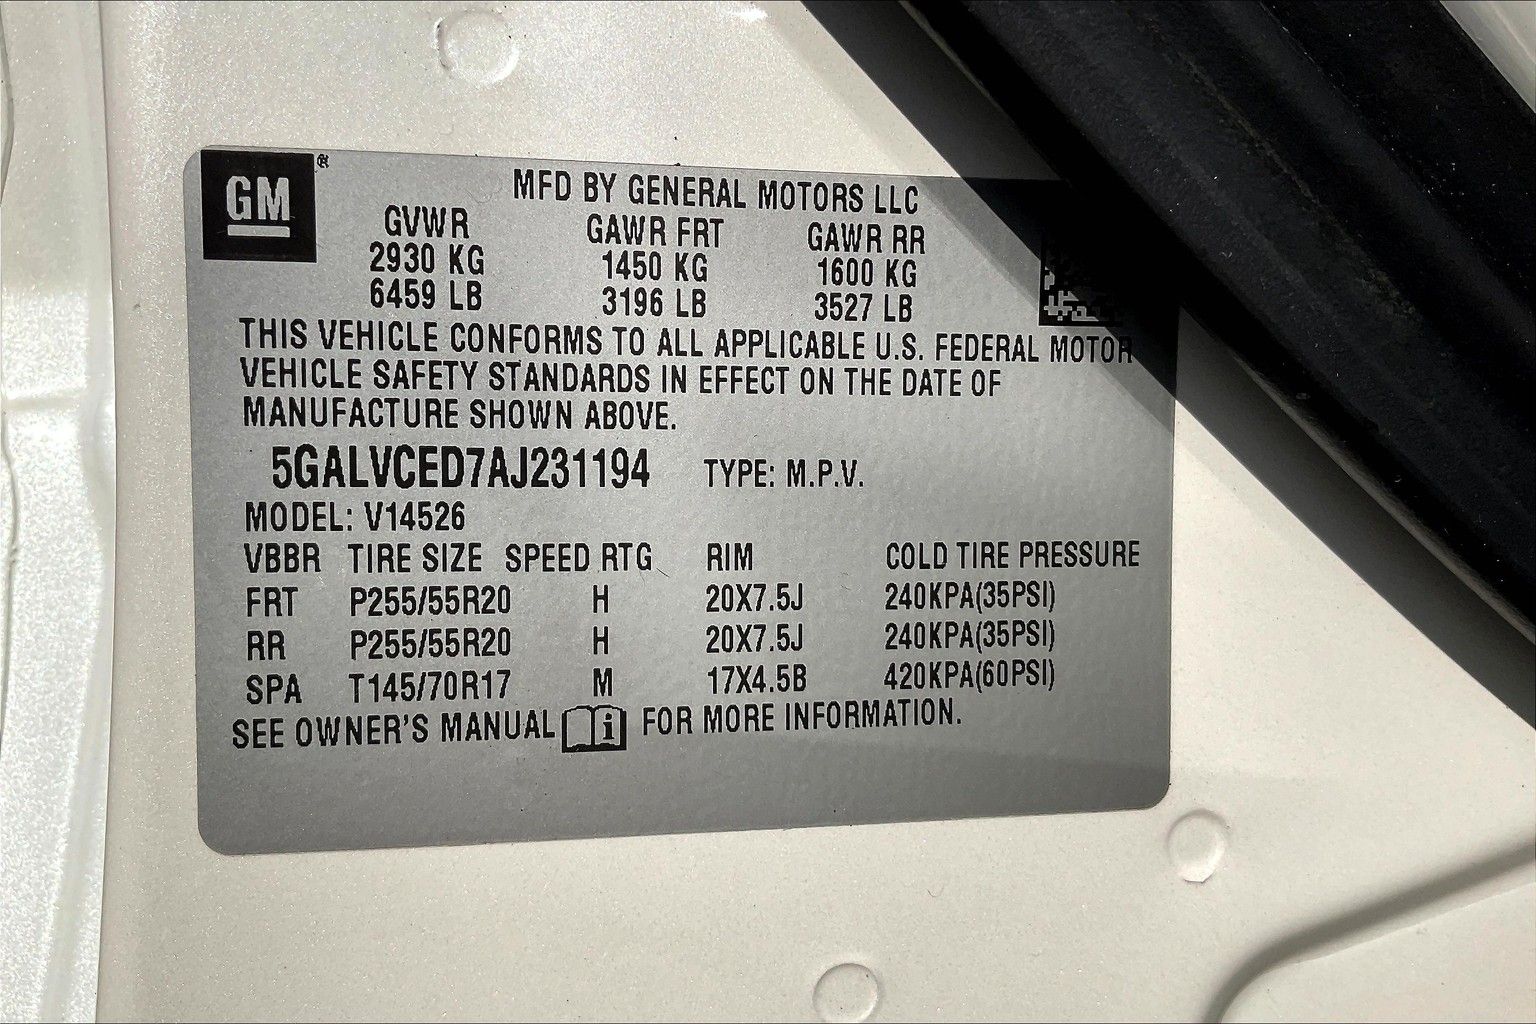 GM ®
MFD BY GENERAL MOTORS LLC
GVWR GAWR FRT GAWR RR
2930 KG 1450 KG 1600 KG
6459 LB 3196 LB 3527 LB
THIS VEHICLE CONFORMS TO ALL APPLICABLE U.S. FEDERAL MOTOR
VEHICLE SAFETY STANDARDS IN EFFECT ON THE DATE OF
MANUFACTURE SHOWN ABOVE.
5GALVCED7AJ231194 TYPE: M.P.V.
MODEL: V14526
VBBR TIRE SIZE SPEED RTG RIM COLD TIRE PRESSURE
FRT P255/55R20 H 20X7.5J 240KPA(35PSI)
RR P255/55R20 H 20X7.5J 240KPA(35PSI)
SPA T145/70R17 M 17X4.5B 420KPA(60PSI)
SEE OWNER'S MANUAL i FOR MORE INFORMATION.